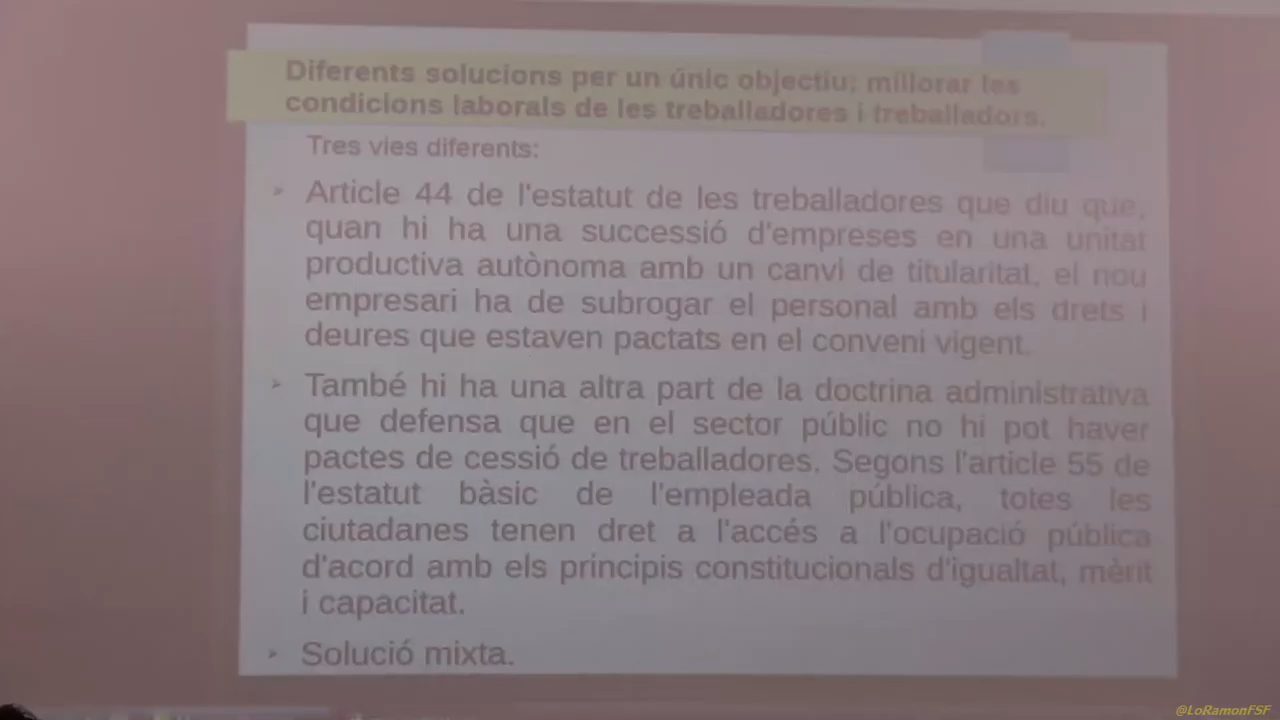 Diferents solucions per un únic objectiu: millorar les
condicions laborals de les treballadores i treballadors.
Tres vies diferents:
Article 44 de l'estatut de les treballadores que diu que,
quan hi ha una successió d'empreses en una unitat
productiva autònoma amb un canvi de titularitat, el nou
empresari ha de subrogar el personal amb els drets i
deures que estaven pactats en el conveni vigent.
També hi ha una altra part de la doctrina administrativa
que defensa que en el sector públic no hi pot haver
pactes de cessió de treballadores. Segons l'article 55 de
l'estatut bàsic de l'empleada pública, totes les
ciutadanes tenen dret a l'accés a l'ocupació pública
d'acord amb els principis constitucionals d'igualtat, mèrit
i capacitat.
Solució mixta.
@LoRamonFSF